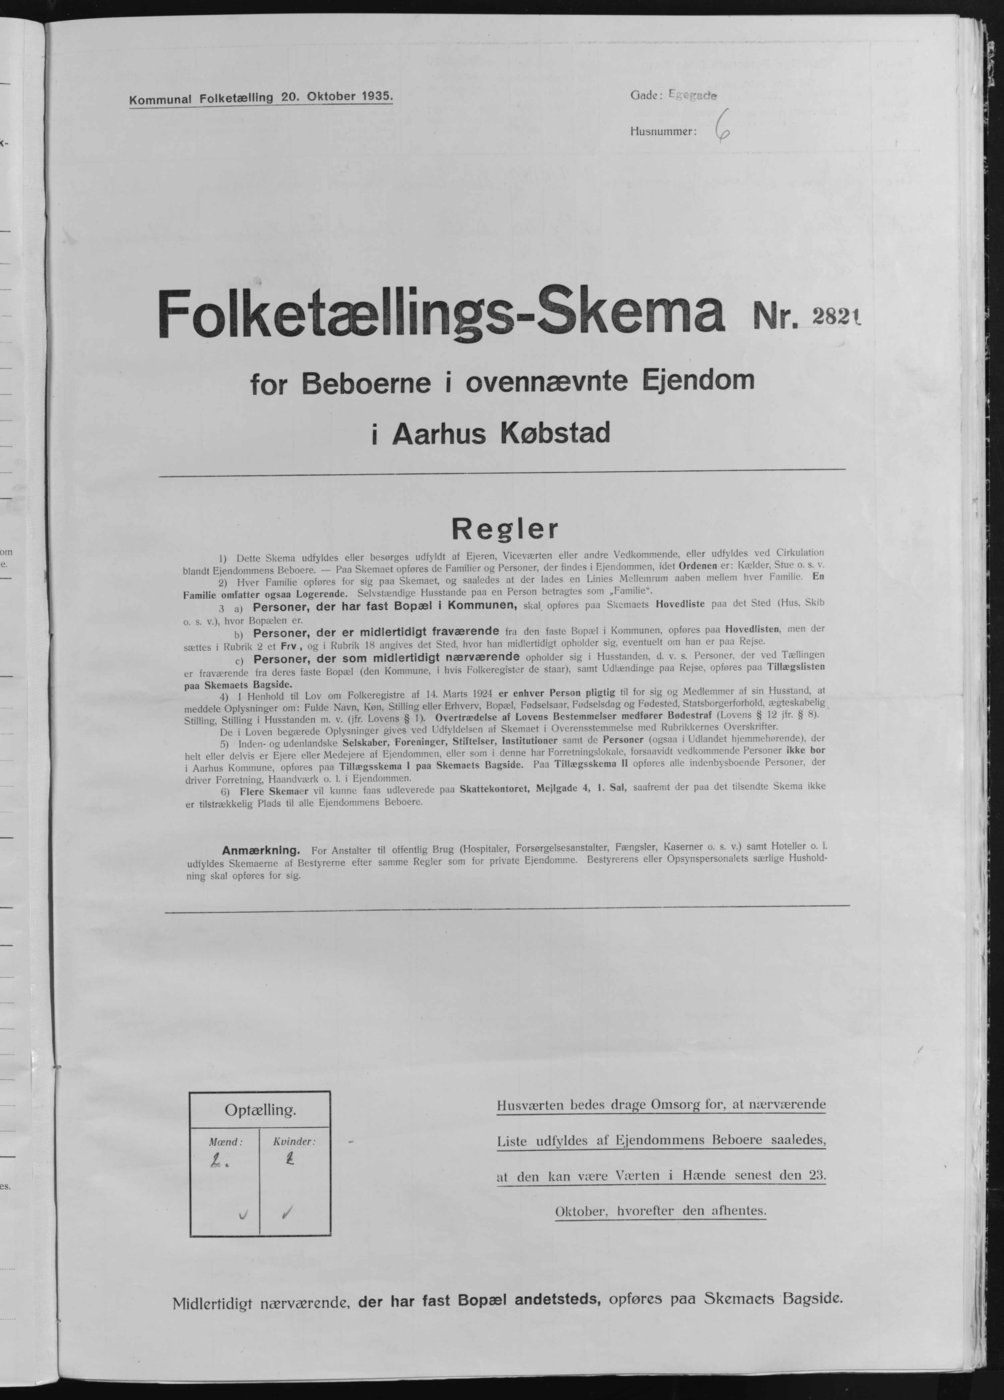 Kommunal Folketælling 20. Oktober 1935.
Gade: Egegade
Husnummer: 6
Folketællings-Skema Nr. 2821
for Beboerne i ovennævnte Ejendom
i Aarhus Købstad
Regler
1) Dette Skema udfyldes eller besørges udfyldt af Ejeren, Viceværten eller andre Vedkommende, eller udfyldes ved Cirkulation
blandt Ejendommens Beboere. — Paa Skemaet opføres de Familier og Personer, der findes i Ejendommen, idet Ordenen er: Kælder, Stue o. s. v.
2) Hver Familie opføres for sig paa Skemaet, og saaledes at der lades en Linies Mellemrum aaben mellem hver Familie. En
Familie omfatter ogsaa Logerende. Selvstændige Husstande paa en Person betragtes som „Familie“.
3 a) Personer, der har fast Bopæl i Kommunen, skal opføres paa Skemaets Hovedliste paa det Sted (Hus, Skib
o. s. v.), hvor Bopælen er.
b) Personer, der er midlertidigt fraværende fra den faste Bopæl i Kommunen, opføres paa Hovedlisten, men der
sættes i Rubrik 2 et Frv., og i Rubrik 18 angives det Sted, hvor han midlertidigt opholder sig, eventuelt om han er paa Rejse.
c) Personer, der som midlertidigt nærværende opholder sig i Husstanden, d. v. s. Personer, der ved Tællingen
er fraværende fra deres faste Bopæl (den Kommune, i hvis Folkeregister de staar), samt Udlændinge paa Rejse, opføres paa Tillægslisten
paa Skemaets Bagside.
4) I Henhold til Lov om Folkeregistre af 14. Marts 1924 er enhver Person pligtig til for sig og Medlemmer af sin Husstand, at
meddele Oplysninger om: Fulde Navn, Køn, Stilling eller Erhverv, Bopæl, Fødselsaar, Fødselsdag og Fødested, Statsborgerforhold, ægteskabelig
Stilling, Stilling i Husstanden m. v. (jfr. Lovens § 1). Overtrædelse af Lovens Bestemmelser medfører Bødestraf (Lovens § 12 jfr. § 8).
De i Loven begærede Oplysninger gives ved Udfyldelsen af Skemaet i Overensstemmelse med Rubrikkernes Overskrifter.
5) Inden- og udenlandske Selskaber, Foreninger, Stiftelser, Institutioner samt de Personer (ogsaa i Udlandet hjemmehørende), der
helt eller delvis er Ejere eller Medejere af Ejendommen, eller som i denne har Forretningslokale, forsaavidt vedkommende Personer ikke bor
i Aarhus Kommune, opføres paa Tillægsskema I paa Skemaets Bagside. Paa Tillægsskema II opføres alle indenbysboende Personer, der
driver Forretning, Haandværk o. l. i Ejendommen.
6) Flere Skemaer vil kunne faas udleverede paa Skattekontoret, Mejlgade 4, 1. Sal, saafremt der paa det tilsendte Skema ikke
er tilstrækkelig Plads til alle Ejendommens Beboere.
Anmærkning. For Anstalter til offentlig Brug (Hospitaler, Forsørgelsesanstalter, Fængsler, Kaserner o. s. v.) samt Hoteller o. l.
udfyldes Skemaerne af Bestyrerne efter samme Regler som for private Ejendomme. Bestyrerens eller Opsynspersonalets særlige Hushold-
ning skal opføres for sig.
Optælling.
Mænd: Kvinder:
2. 2
Husværten bedes drage Omsorg for, at nærværende
Liste udfyldes af Ejendommens Beboere saaledes,
at den kan være Værten i Hænde senest den 23.
Oktober, hvorefter den afhentes.
Midlertidigt nærværende, der har fast Bopæl andetsteds, opføres paa Skemaets Bagside.